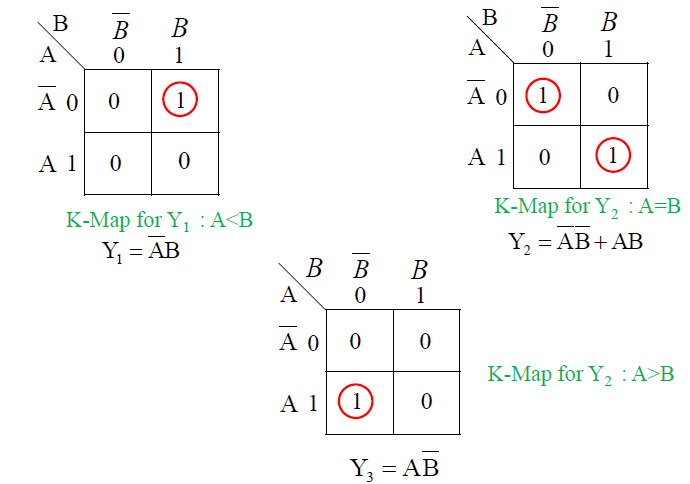 B B̅ B
A 0 1
A̅ 0 0 1
A 1 0 0
K-Map for Y₁ : A<B
Y₁ = A̅B
B B̅ B
A 0 1
A̅ 0 1 0
A 1 0 1
K-Map for Y₂ : A=B
Y₂ = A̅B̅ + AB
B B̅ B
A 0 1
A̅ 0 0 0
A 1 1 0
K-Map for Y₂ : A>B
Y₃ = AB̅